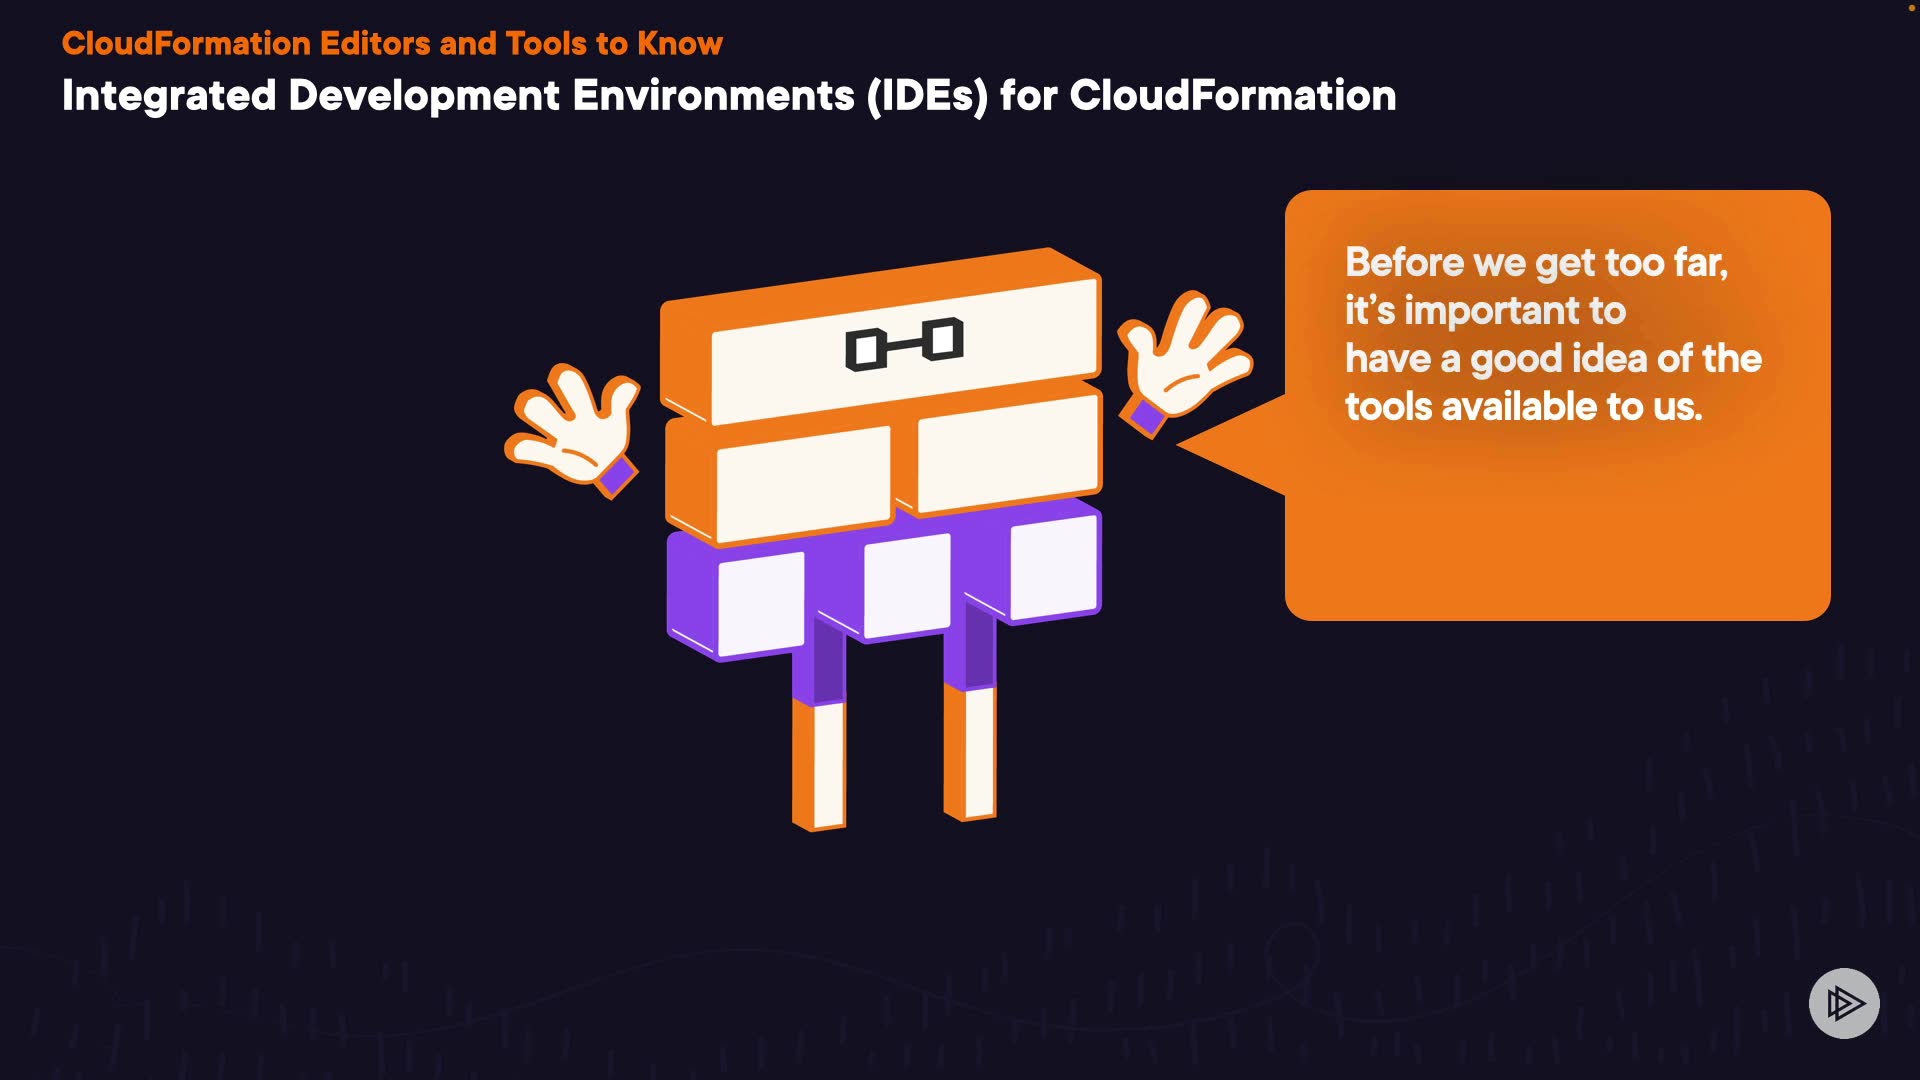 CloudFormation Editors and Tools to Know
Integrated Development Environments (IDEs) for CloudFormation
Before we get too far,
it’s important to
have a good idea of the
tools available to us.